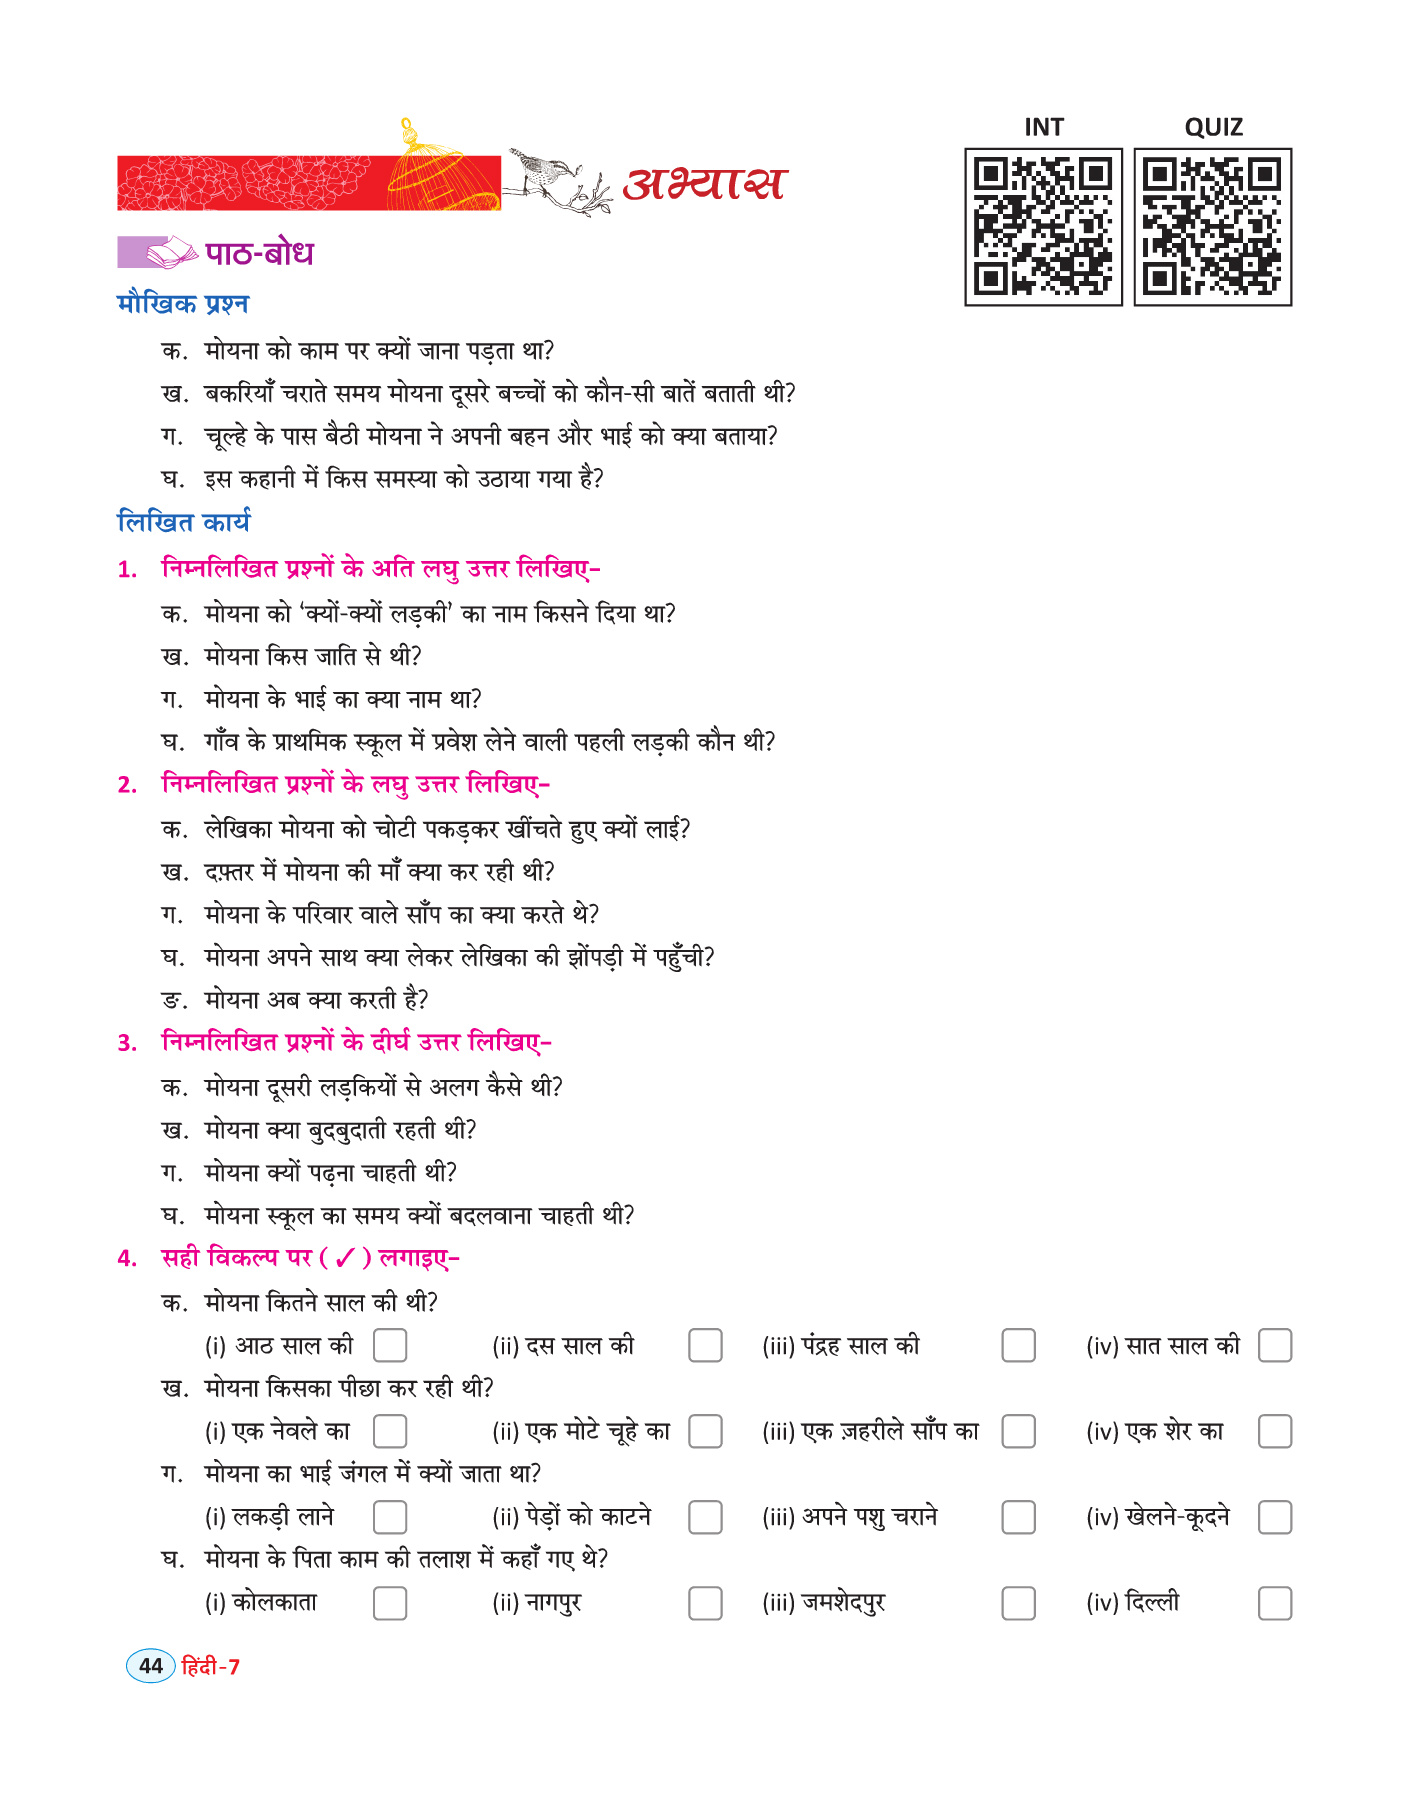 INT QUIZ
अभ्यास
पाठ-बोध
मौखिक प्रश्न
क. मोयना को काम पर क्यों जाना पड़ता था?
ख. बकरियाँ चराते समय मोयना दूसरे बच्चों को कौन-सी बातें बताती थी?
ग. चूल्हे के पास बैठी मोयना ने अपनी बहन और भाई को क्या बताया?
घ. इस कहानी में किस समस्या को उठाया गया है?
लिखित कार्य
1. निम्नलिखित प्रश्नों के अति लघु उत्तर लिखिए–
क. मोयना को ‘क्यों-क्यों लड़की’ का नाम किसने दिया था?
ख. मोयना किस जाति से थी?
ग. मोयना के भाई का क्या नाम था?
घ. गाँव के प्राथमिक स्कूल में प्रवेश लेने वाली पहली लड़की कौन थी?
2. निम्नलिखित प्रश्नों के लघु उत्तर लिखिए–
क. लेखिका मोयना को चोटी पकड़कर खींचते हुए क्यों लाई?
ख. दफ़्तर में मोयना की माँ क्या कर रही थी?
ग. मोयना के परिवार वाले साँप का क्या करते थे?
घ. मोयना अपने साथ क्या लेकर लेखिका की झोंपड़ी में पहुँची?
ङ. मोयना अब क्या करती है?
3. निम्नलिखित प्रश्नों के दीर्घ उत्तर लिखिए–
क. मोयना दूसरी लड़कियों से अलग कैसे थी?
ख. मोयना क्या बुदबुदाती रहती थी?
ग. मोयना क्यों पढ़ना चाहती थी?
घ. मोयना स्कूल का समय क्यों बदलवाना चाहती थी?
4. सही विकल्प पर (✓) लगाइए–
क. मोयना कितने साल की थी?
(i) आठ साल की (ii) दस साल की (iii) पंद्रह साल की (iv) सात साल की
ख. मोयना किसका पीछा कर रही थी?
(i) एक नेवले का (ii) एक मोटे चूहे का (iii) एक ज़हरीले साँप का (iv) एक शेर का
ग. मोयना का भाई जंगल में क्यों जाता था?
(i) लकड़ी लाने (ii) पेड़ों को काटने (iii) अपने पशु चराने (iv) खेलने-कूदने
घ. मोयना के पिता काम की तलाश में कहाँ गए थे?
(i) कोलकाता (ii) नागपुर (iii) जमशेदपुर (iv) दिल्ली
44 हिंदी-7